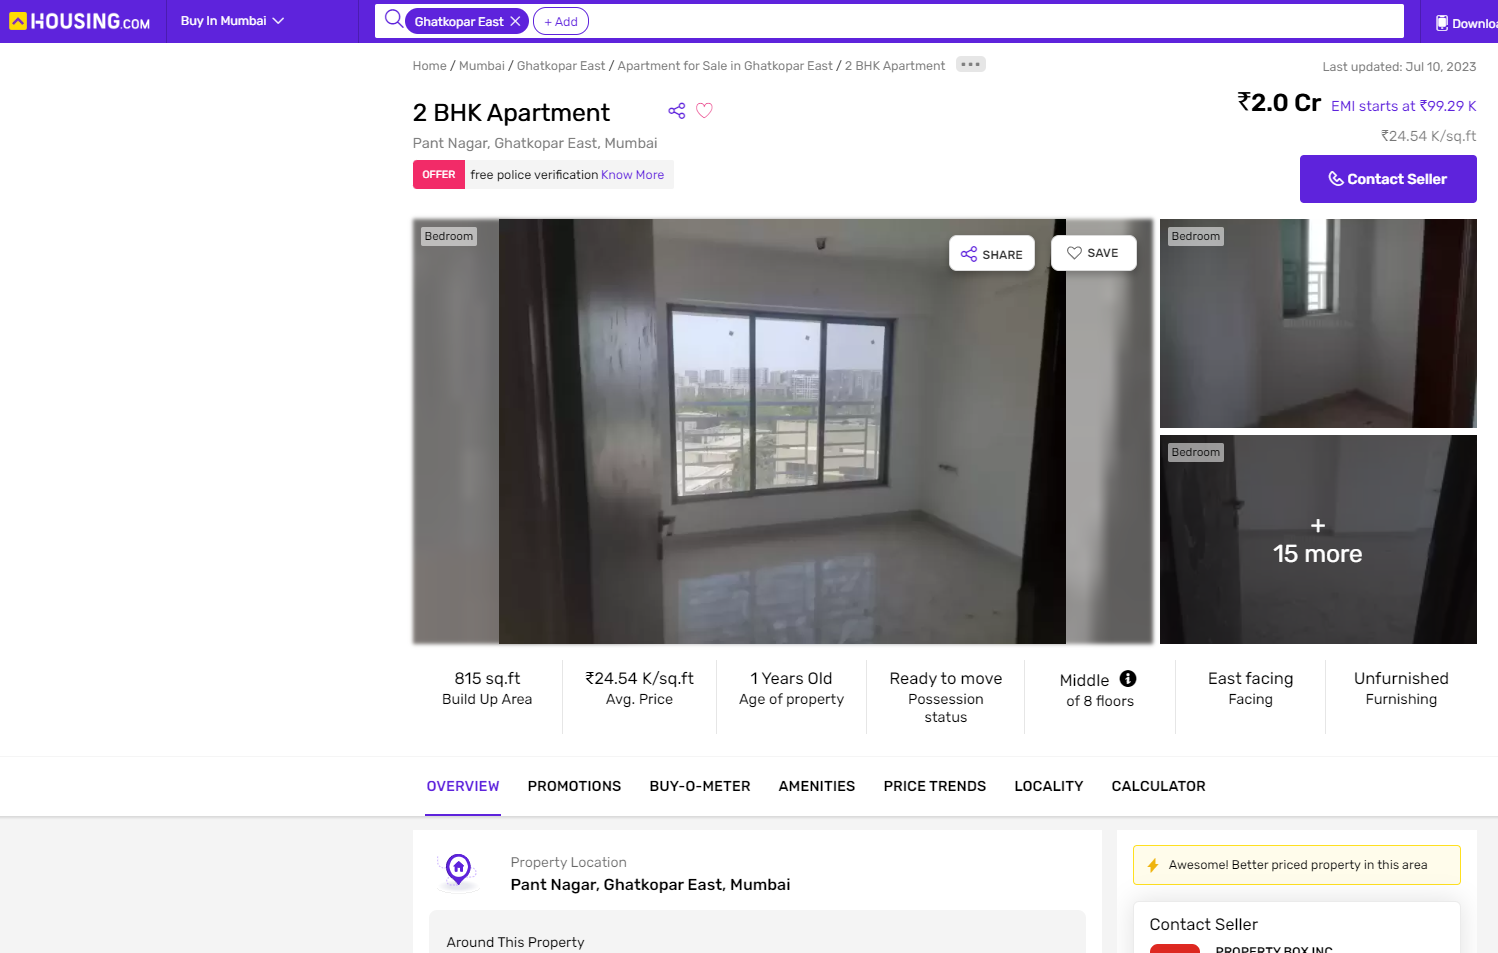 HOUSING.COM
Buy In Mumbai
Ghatkopar East
+ Add
Home / Mumbai / Ghatkopar East / Apartment for Sale in Ghatkopar East / 2 BHK Apartment
Last updated: Jul 10, 2023
2 BHK Apartment
₹2.0 Cr EMI starts at ₹99.29 K
Pant Nagar, Ghatkopar East, Mumbai
₹24.54 K/sq.ft
OFFER free police verification Know More
Contact Seller
Bedroom
SHARE
SAVE
Bedroom
Bedroom
+
15 more
815 sq.ft
Build Up Area
₹24.54 K/sq.ft
Avg. Price
1 Years Old
Age of property
Ready to move
Possession
status
Middle
of 8 floors
East facing
Facing
Unfurnished
Furnishing
OVERVIEW
PROMOTIONS
BUY-O-METER
AMENITIES
PRICE TRENDS
LOCALITY
CALCULATOR
Property Location
Pant Nagar, Ghatkopar East, Mumbai
Around This Property
Awesome! Better priced property in this area
Contact Seller
PROPERTY BOX INC